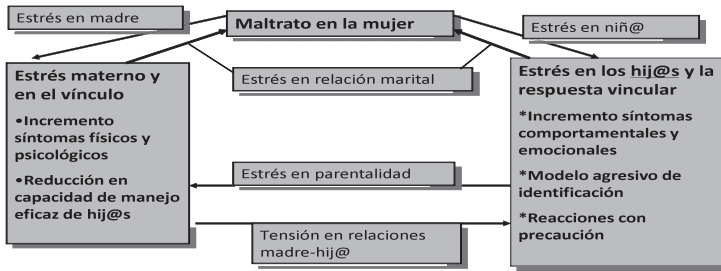 Estrés en madre
Maltrato en la mujer
Estrés en niñ@
Estrés en relación marital
Estrés materno y
en el vínculo
•Incremento
síntomas físicos y
psicológicos
•Reducción en
capacidad de manejo
eficaz de hij@s
Estrés en los hij@s y la
respuesta vincular
*Incremento síntomas
comportamentales y
emocionales
*Modelo agresivo de
identificación
*Reacciones con
precaución
Estrés en parentalidad
Tensión en relaciones
madre-hij@